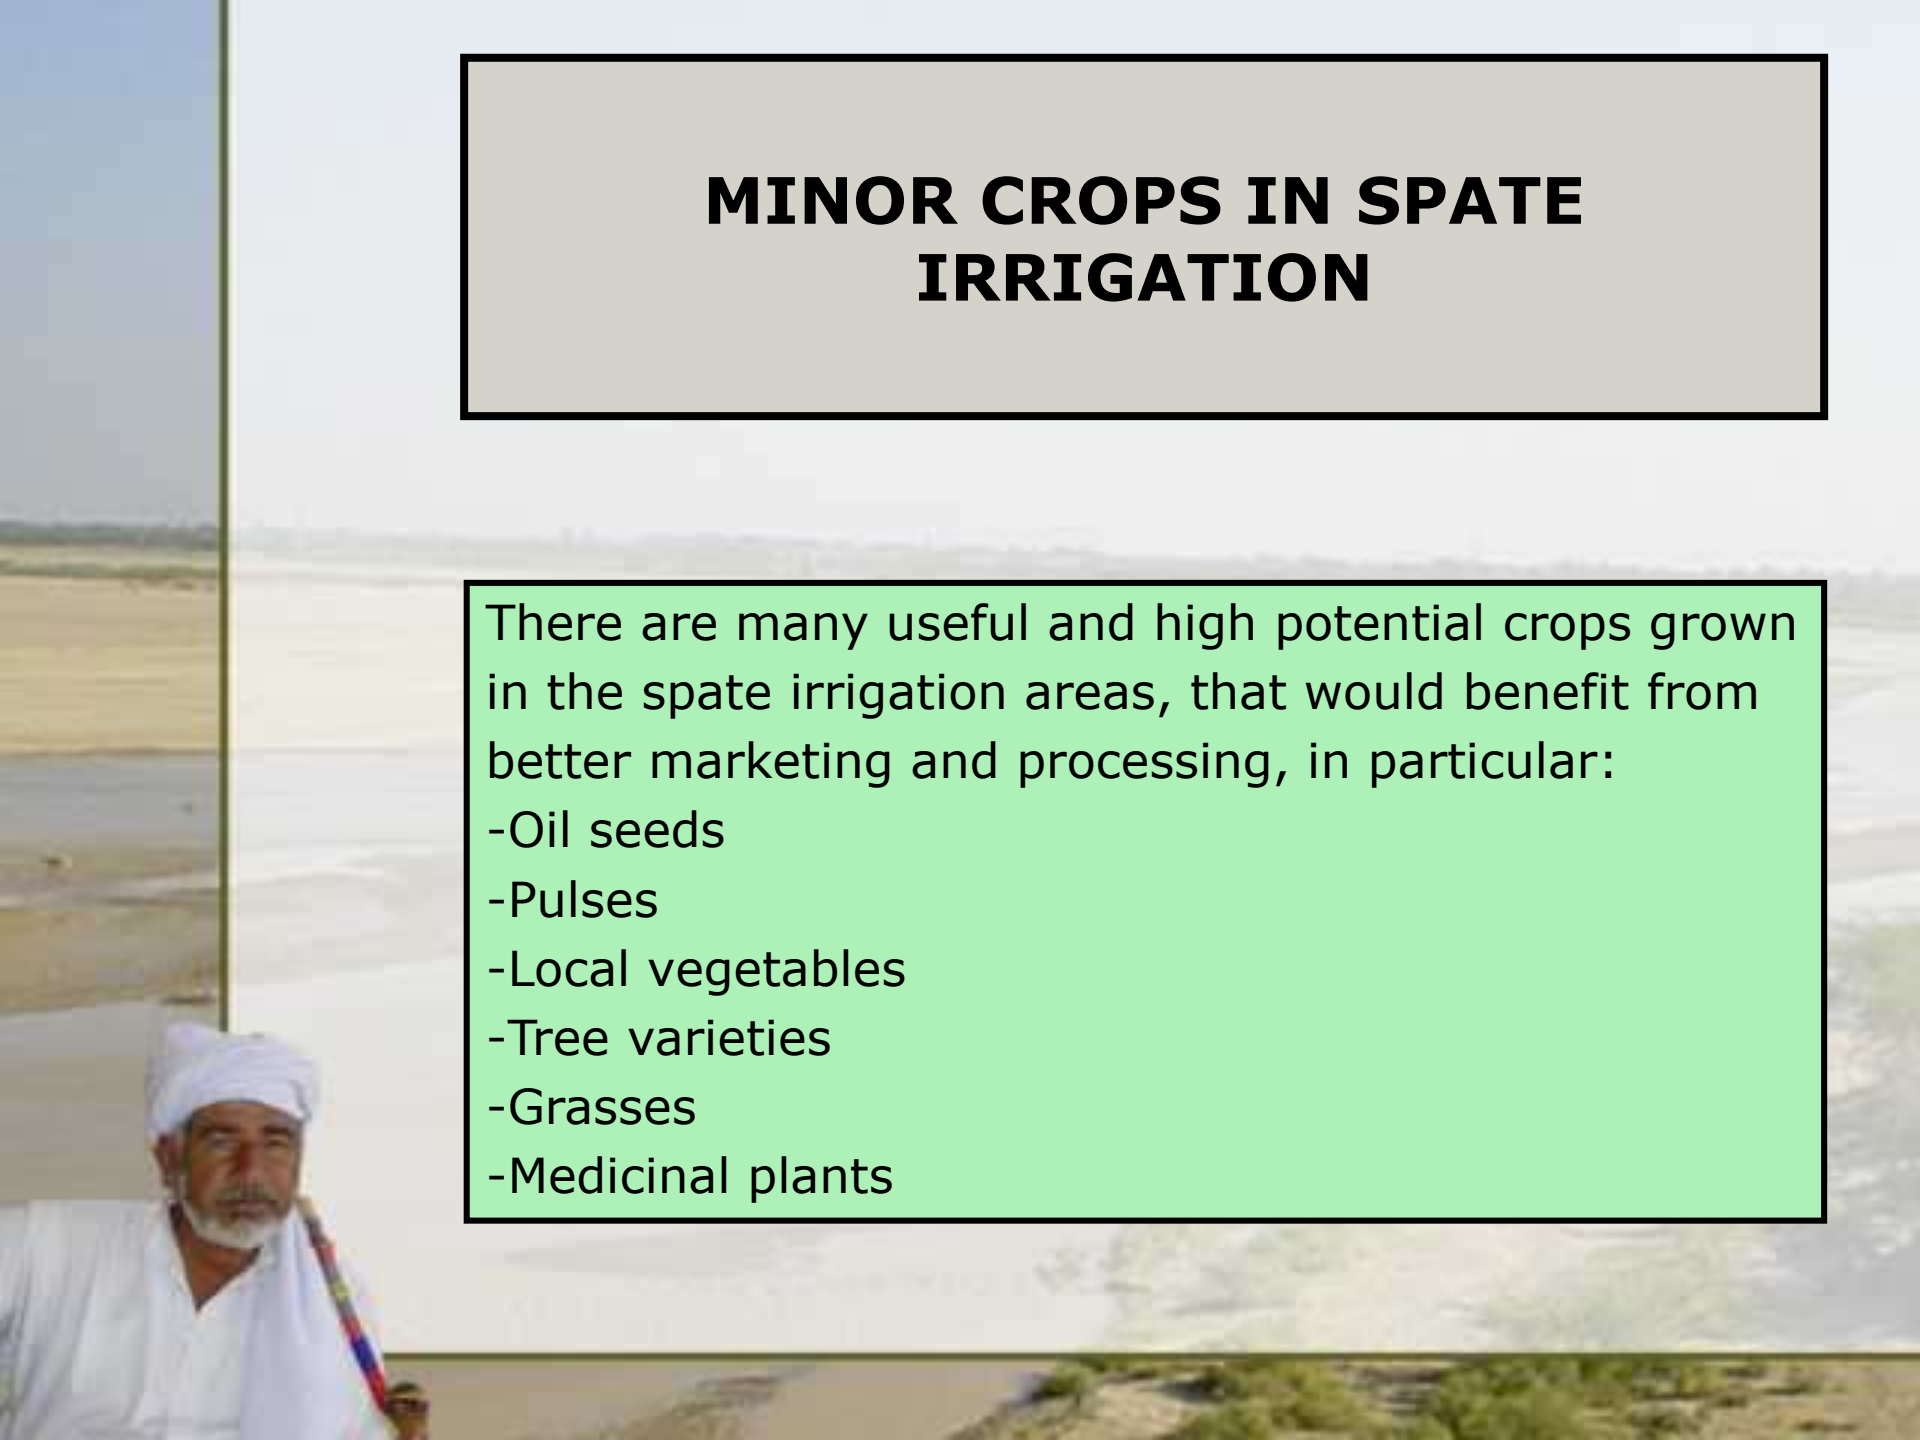 MINOR CROPS IN SPATE
IRRIGATION
There are many useful and high potential crops grown
in the spate irrigation areas, that would benefit from
better marketing and processing, in particular:
-Oil seeds
-Pulses
-Local vegetables
-Tree varieties
-Grasses
-Medicinal plants